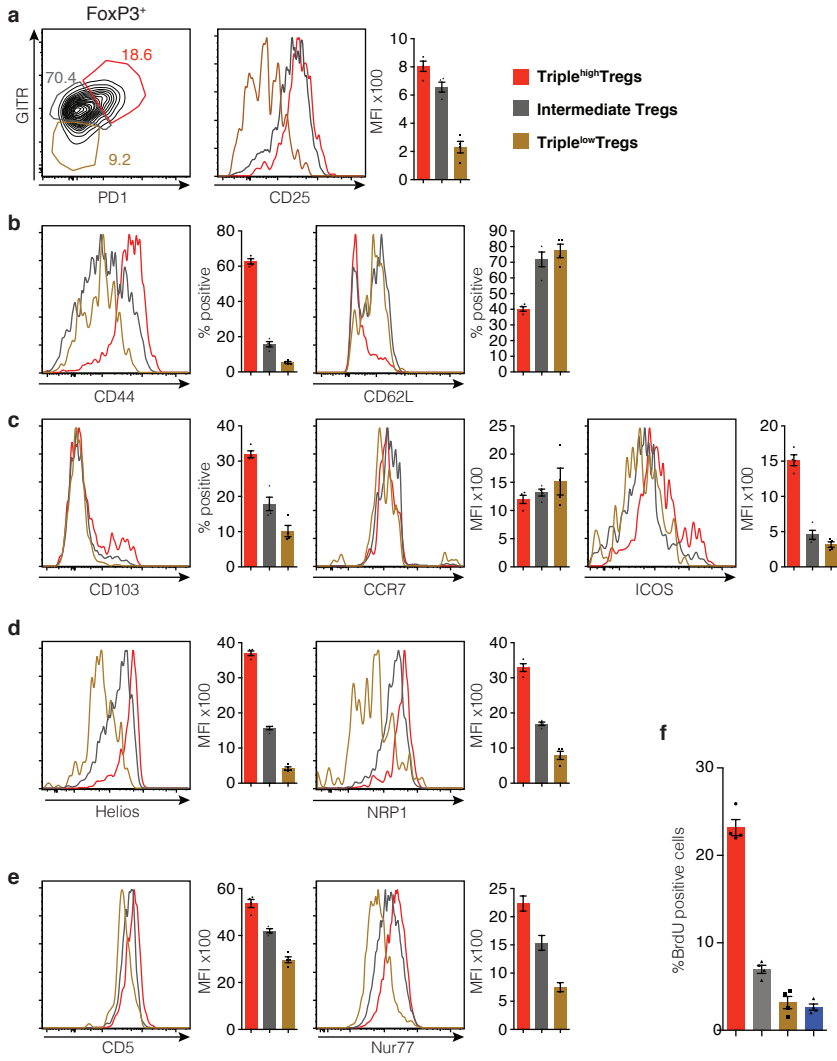 a
FoxP3⁺
GITR
70.4
18.6
9.2
PD1
CD25
MFI x100
10
8
6
4
2
0
Triple^high Tregs
Intermediate Tregs
Triple^low Tregs
b
CD44
% positive
80
60
40
20
0
CD62L
% positive
90
80
70
60
50
40
30
20
10
0
c
CD103
% positive
40
30
20
10
0
CCR7
MFI x100
25
20
15
10
5
0
ICOS
MFI x100
20
15
10
5
0
d
Helios
MFI x100
40
30
20
10
0
NRP1
MFI x100
40
30
20
10
0
e
CD5
MFI x100
60
40
20
0
Nur77
MFI x100
25
20
15
10
5
0
f
%BrdU positive cells
30
20
10
0